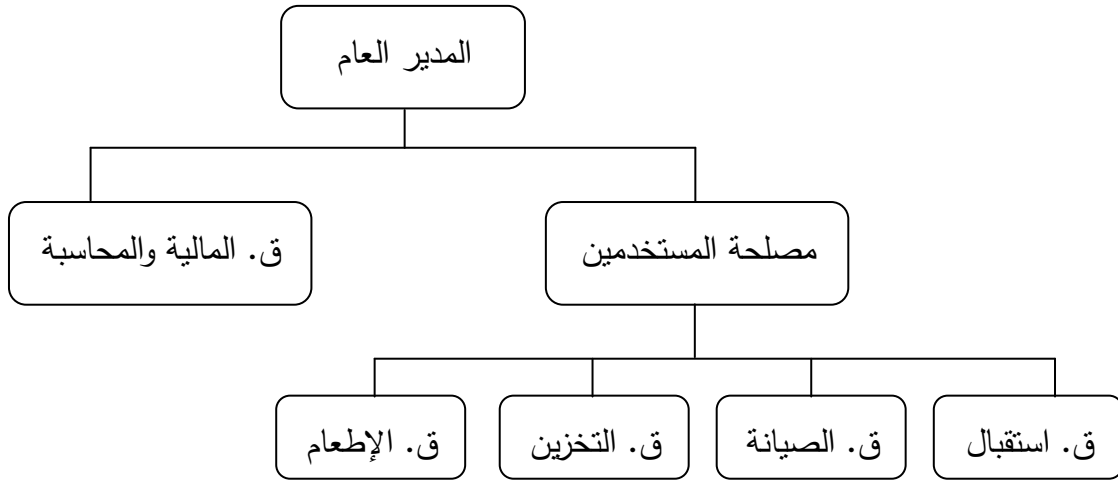 المدير العام
مصلحة المستخدمين
ق. المالية والمحاسبة
ق. استقبال
ق. الصيانة
ق. التخزين
ق. الإطعام